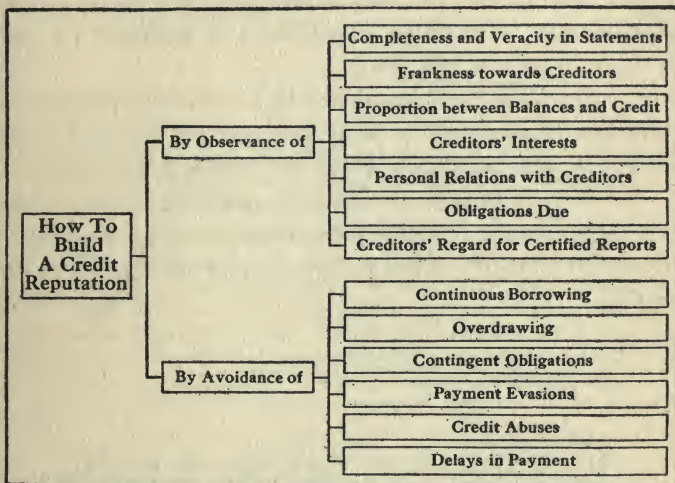 How To
Build
A Credit
Reputation
By Observance of
Completeness and Veracity in Statements
Frankness towards Creditors
Proportion between Balances and Credit
Creditors' Interests
Personal Relations with Creditors
Obligations Due
Creditors' Regard for Certified Reports
By Avoidance of
Continuous Borrowing
Overdrawing
Contingent Obligations
Payment Evasions
Credit Abuses
Delays in Payment